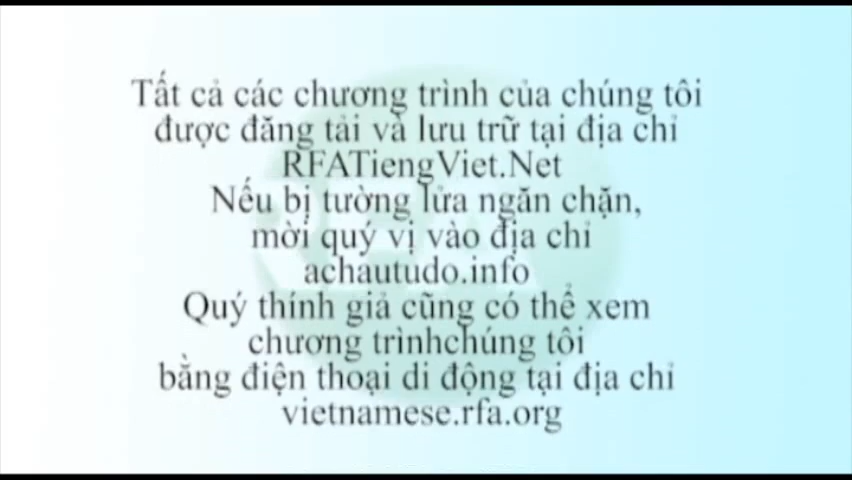 Tất cả các chương trình của chúng tôi
được đăng tải và lưu trữ tại địa chỉ
RFATiengViet.Net
Nếu bị tường lửa ngăn chặn,
mời quý vị vào địa chỉ
achautudo.info
Quý thính giả cũng có thể xem
chương trìnhchúng tôi
bằng điện thoại di động tại địa chỉ
vietnamese.rfa.org
RFA